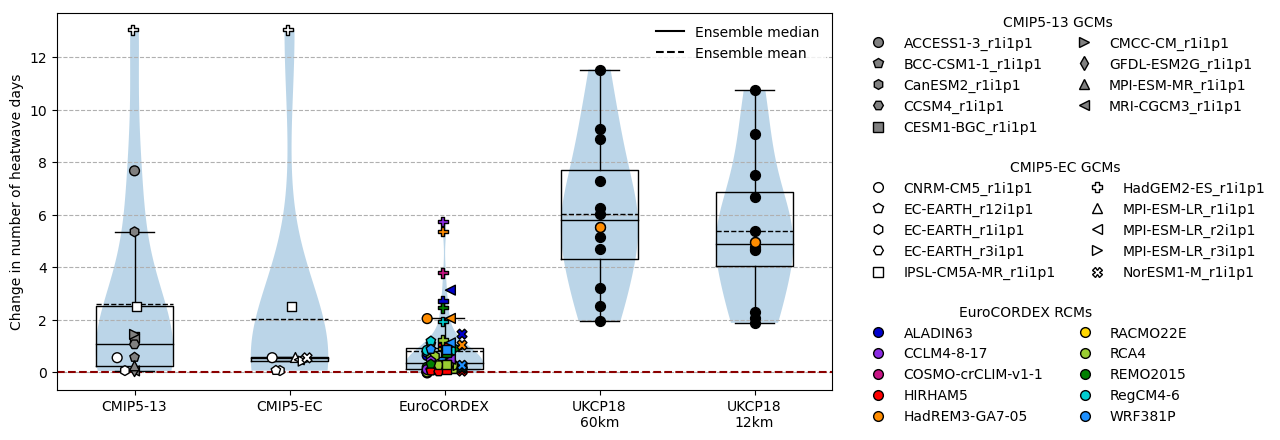 Change in number of heatwave days
12
10
8
6
4
2
0
Ensemble median
Ensemble mean
CMIP5-13
CMIP5-EC
EuroCORDEX
UKCP18
60km
UKCP18
12km
CMIP5-13 GCMs
ACCESS1-3_r1i1p1
BCC-CSM1-1_r1i1p1
CanESM2_r1i1p1
CCSM4_r1i1p1
CESM1-BGC_r1i1p1
CMCC-CM_r1i1p1
GFDL-ESM2G_r1i1p1
MPI-ESM-MR_r1i1p1
MRI-CGCM3_r1i1p1
CMIP5-EC GCMs
CNRM-CM5_r1i1p1
EC-EARTH_r12i1p1
EC-EARTH_r1i1p1
EC-EARTH_r3i1p1
IPSL-CM5A-MR_r1i1p1
HadGEM2-ES_r1i1p1
MPI-ESM-LR_r1i1p1
MPI-ESM-LR_r2i1p1
MPI-ESM-LR_r3i1p1
NorESM1-M_r1i1p1
EuroCORDEX RCMs
ALADIN63
CCLM4-8-17
COSMO-crCLIM-v1-1
HIRHAM5
HadREM3-GA7-05
RACMO22E
RCA4
REMO2015
RegCM4-6
WRF381P